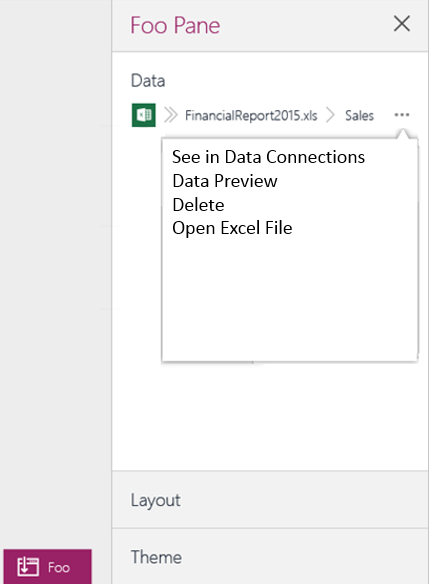 Foo Pane
Data
FinancialReport2015.xls Sales ...
See in Data Connections
Data Preview
Delete
Open Excel File
Layout
Foo
Theme